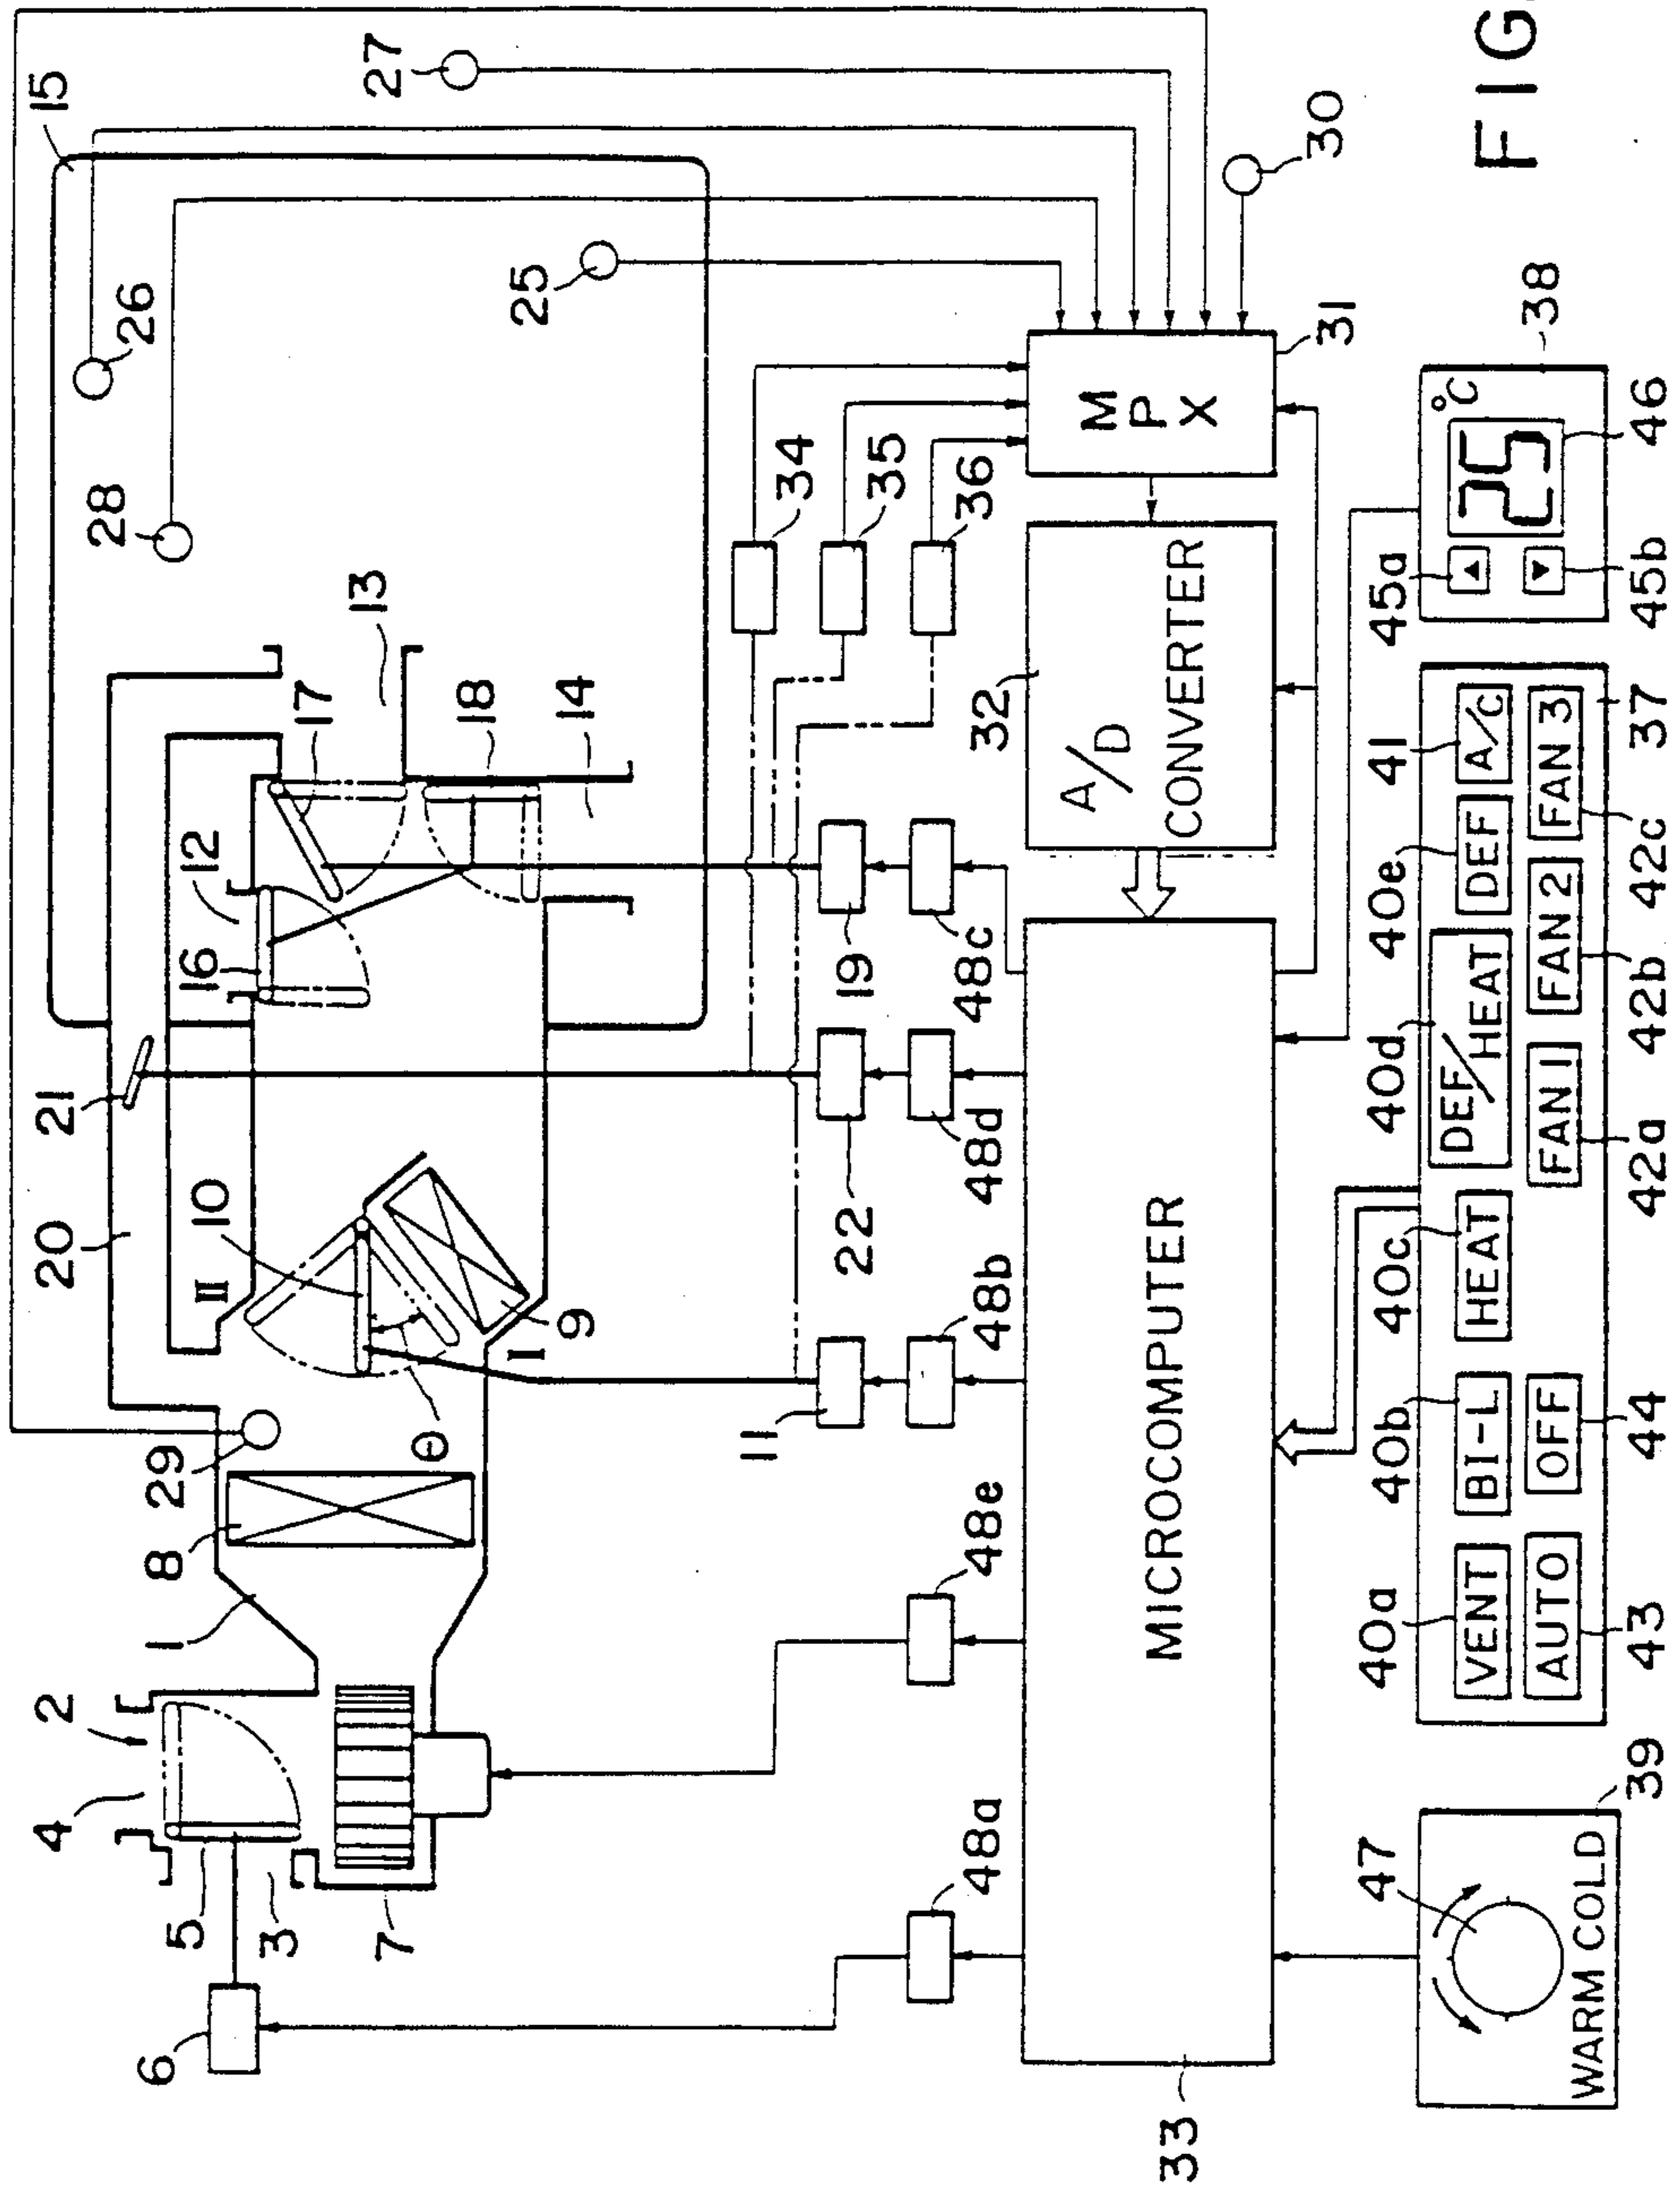 15
27
26
28
25
30
13
17
12
16
18
14
21
20
10
II
I
9
θ
29
8
1
2
4
5
3
7
6
34
35
36
31
M P X
32
A/D CONVERTER
19
48c
22
48d
11
48b
48e
48a
MICROCOMPUTER
33
38
°C
25
46
45a
▲
▼
45b
40a
40b
40c
40d
40e
41
VENT
BI-L
HEAT
DEF/HEAT
DEF
A/C
AUTO
OFF
FAN 1
FAN 2
FAN 3
43
44
42a
42b
42c
37
47
WARM COLD
39
FIG